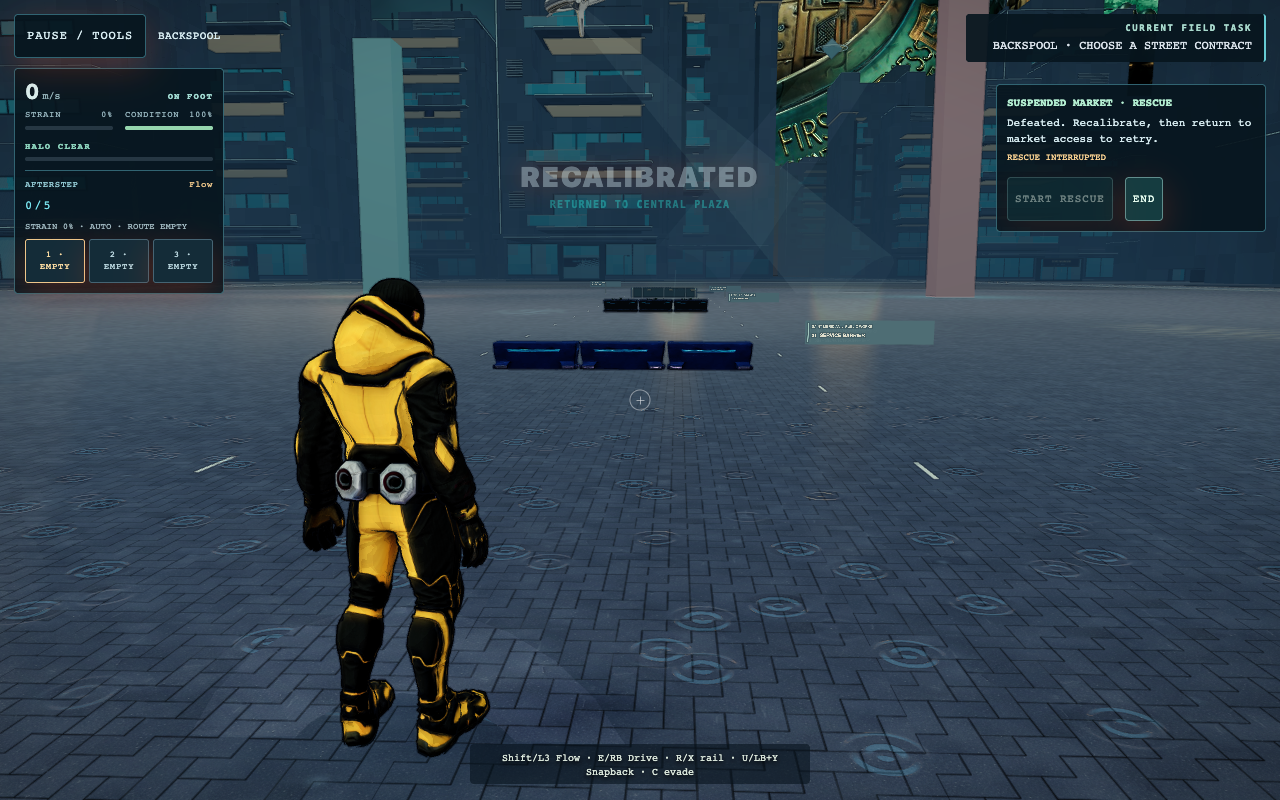 PAUSE / TOOLS
BACKSPOOL
0 m/s
ON FOOT
STRAIN 0%
CONDITION 100%
HALO CLEAR
AFTERSTEP
Flow
0 / 5
STRAIN 0% · AUTO · ROUTE EMPTY
1 · EMPTY
2 · EMPTY
3 · EMPTY
RECALIBRATED
RETURNED TO CENTRAL PLAZA
FIRS
CURRENT FIELD TASK
BACKSPOOL · CHOOSE A STREET CONTRACT
SUSPENDED MARKET · RESCUE
Defeated. Recalibrate, then return to
market access to retry.
RESCUE INTERRUPTED
START RESCUE
END
Shift/L3 Flow · E/RB Drive · R/X rail · U/LB+Y
Snapback · C evade